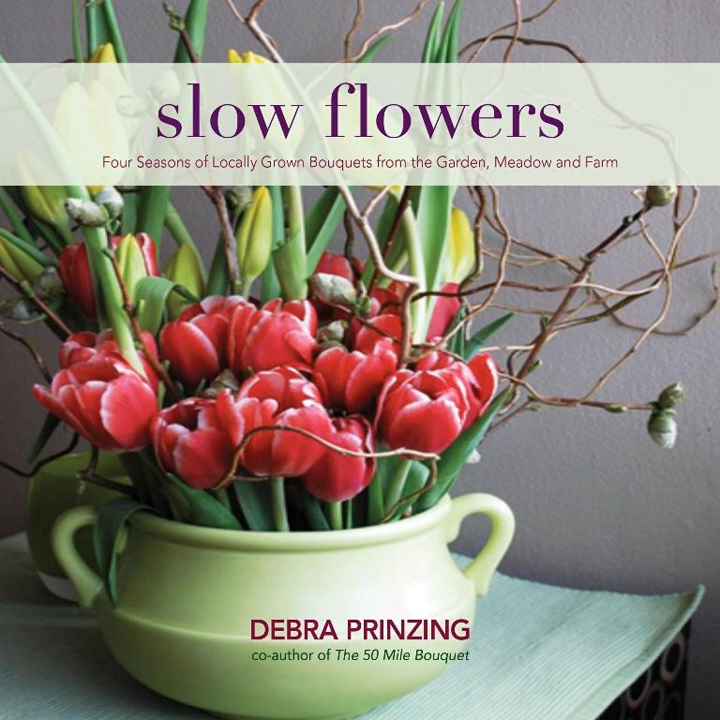 slow flowers
Four Seasons of Locally Grown Bouquets from the Garden, Meadow and Farm
DEBRA PRINZING
co-author of The 50 Mile Bouquet